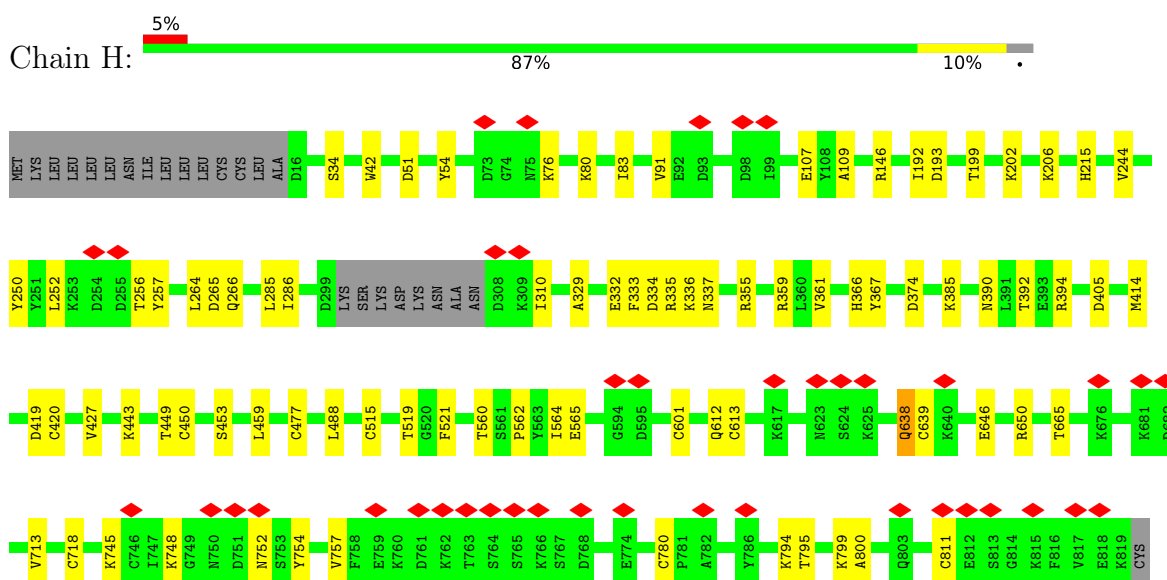 5%
Chain H:
87% 10% •
MET LYS LEU LEU LEU LEU LEU ASN ILE LEU LEU LEU LEU CYS CYS LEU ALA D16 S34 W42 D51 Y54 D73 G74 N75 K76 K80 I83 V91 E92 D93 D98 I99 E107 Y108 A109 R146 I192 D193 T199 K202 K206 H215 V244
Y250 Y251 L252 K253 D254 D255 T256 Y257 L264 D265 Q266 L285 I286 D299 LYS SER LYS ASP LYS ASN ALA ASN D308 K309 I310 A329 E332 F333 D334 R335 K336 N337 R355 R359 L360 V361 H366 Y367 D374 K385 N390 L391 T392 E393 R394 D405 M414
D419 C420 V427 K443 T449 C450 S453 L459 C477 L488 C515 T519 G520 F521 T560 S561 P562 Y563 I564 E565 G594 D595 C601 Q612 C613 K617 N623 S624 K625 Q638 C639 K640 E646 R650 T665 K676 K681
V713 C718 K745 C746 I747 K748 G749 N750 D751 N752 S753 Y754 V757 F758 E759 K760 D761 K762 T763 S764 S765 K766 S767 D768 E774 C780 P781 A782 Y786 K794 T795 K799 A800 Q803 C811 E812 S813 G814 K815 F816 V817 E818 K819 CYS